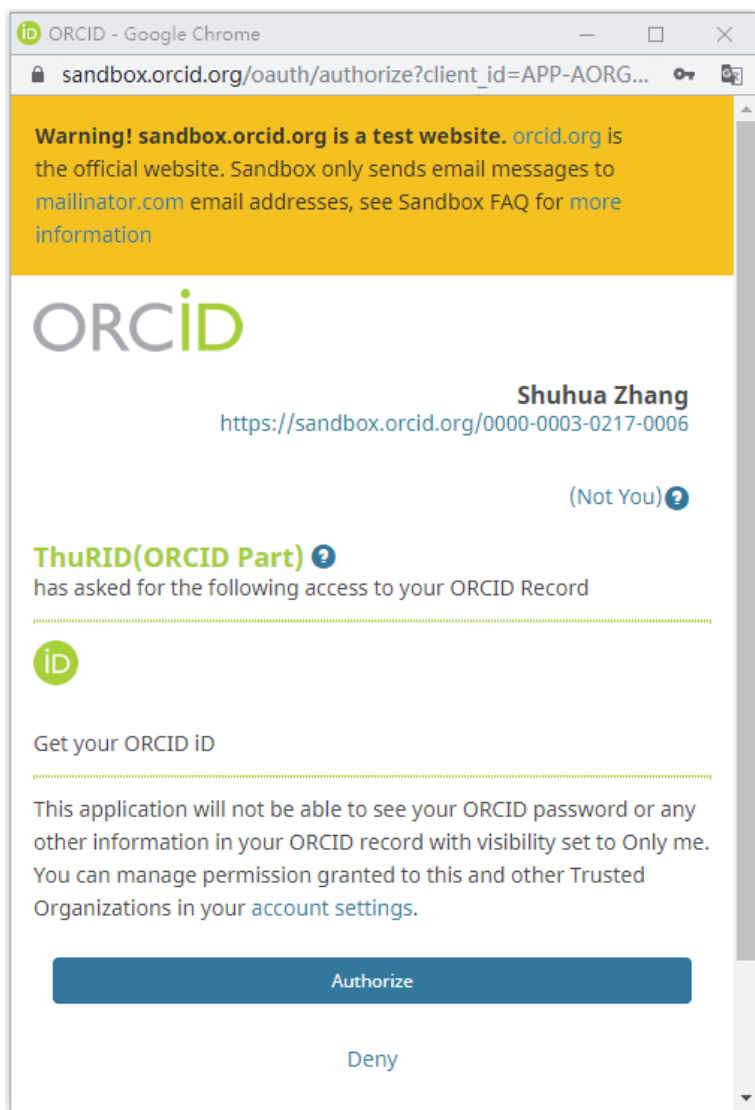 ORCID - Google Chrome
sandbox.orcid.org/oauth/authorize?client_id=APP-AORG...
Warning! sandbox.orcid.org is a test website. orcid.org is
the official website. Sandbox only sends email messages to
mailinator.com email addresses, see Sandbox FAQ for more
information
ORCiD
Shuhua Zhang
https://sandbox.orcid.org/0000-0003-0217-0006
(Not You)?
ThuRID(ORCID Part) ?
has asked for the following access to your ORCID Record
iD
Get your ORCID iD
This application will not be able to see your ORCID password or any
other information in your ORCID record with visibility set to Only me.
You can manage permission granted to this and other Trusted
Organizations in your account settings.
Authorize
Deny